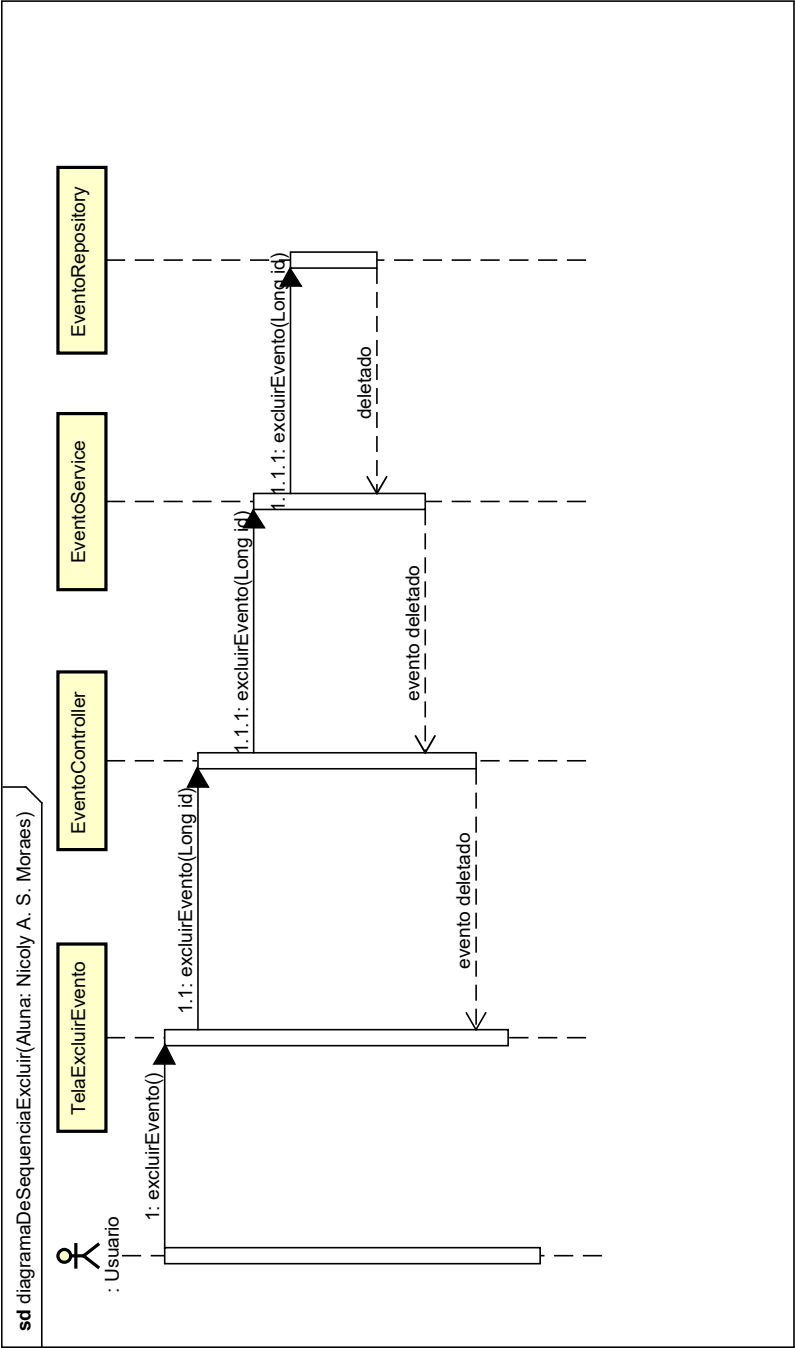 sd diagramaDeSequenciaExcluir(Aluna: Nicoly A. S. Moraes)
: Usuario
TelaExcluirEvento
EventoController
EventoService
EventoRepository
1: excluirEvento()
1.1: excluirEvento(Long id)
1.1.1: excluirEvento(Long id)
1.1.1.1: excluirEvento(Long id)
deletado
evento deletado
evento deletado